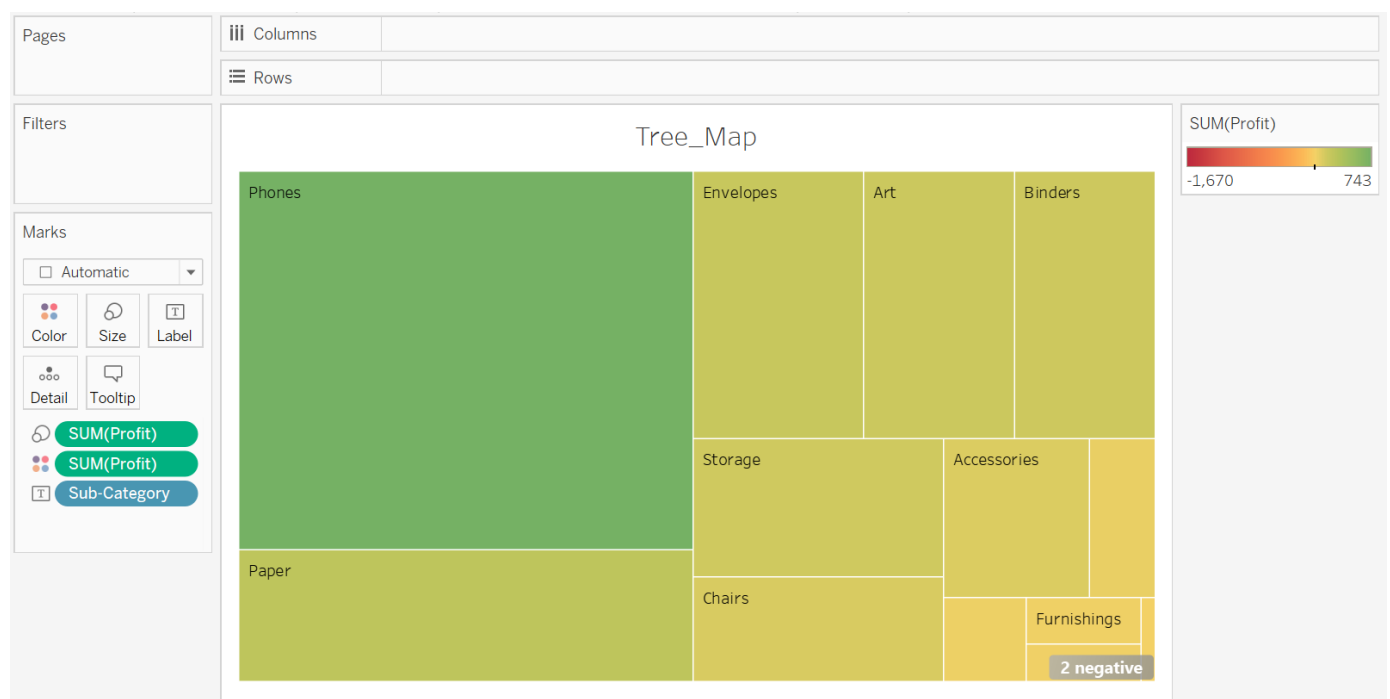 Pages
Columns
Rows
Filters
Marks
Automatic
Color
Size
Label
Detail
Tooltip
SUM(Profit)
SUM(Profit)
Sub-Category
Tree_Map
Phones
Envelopes
Art
Binders
Storage
Accessories
Paper
Chairs
Furnishings
2 negative
SUM(Profit)
-1,670 743